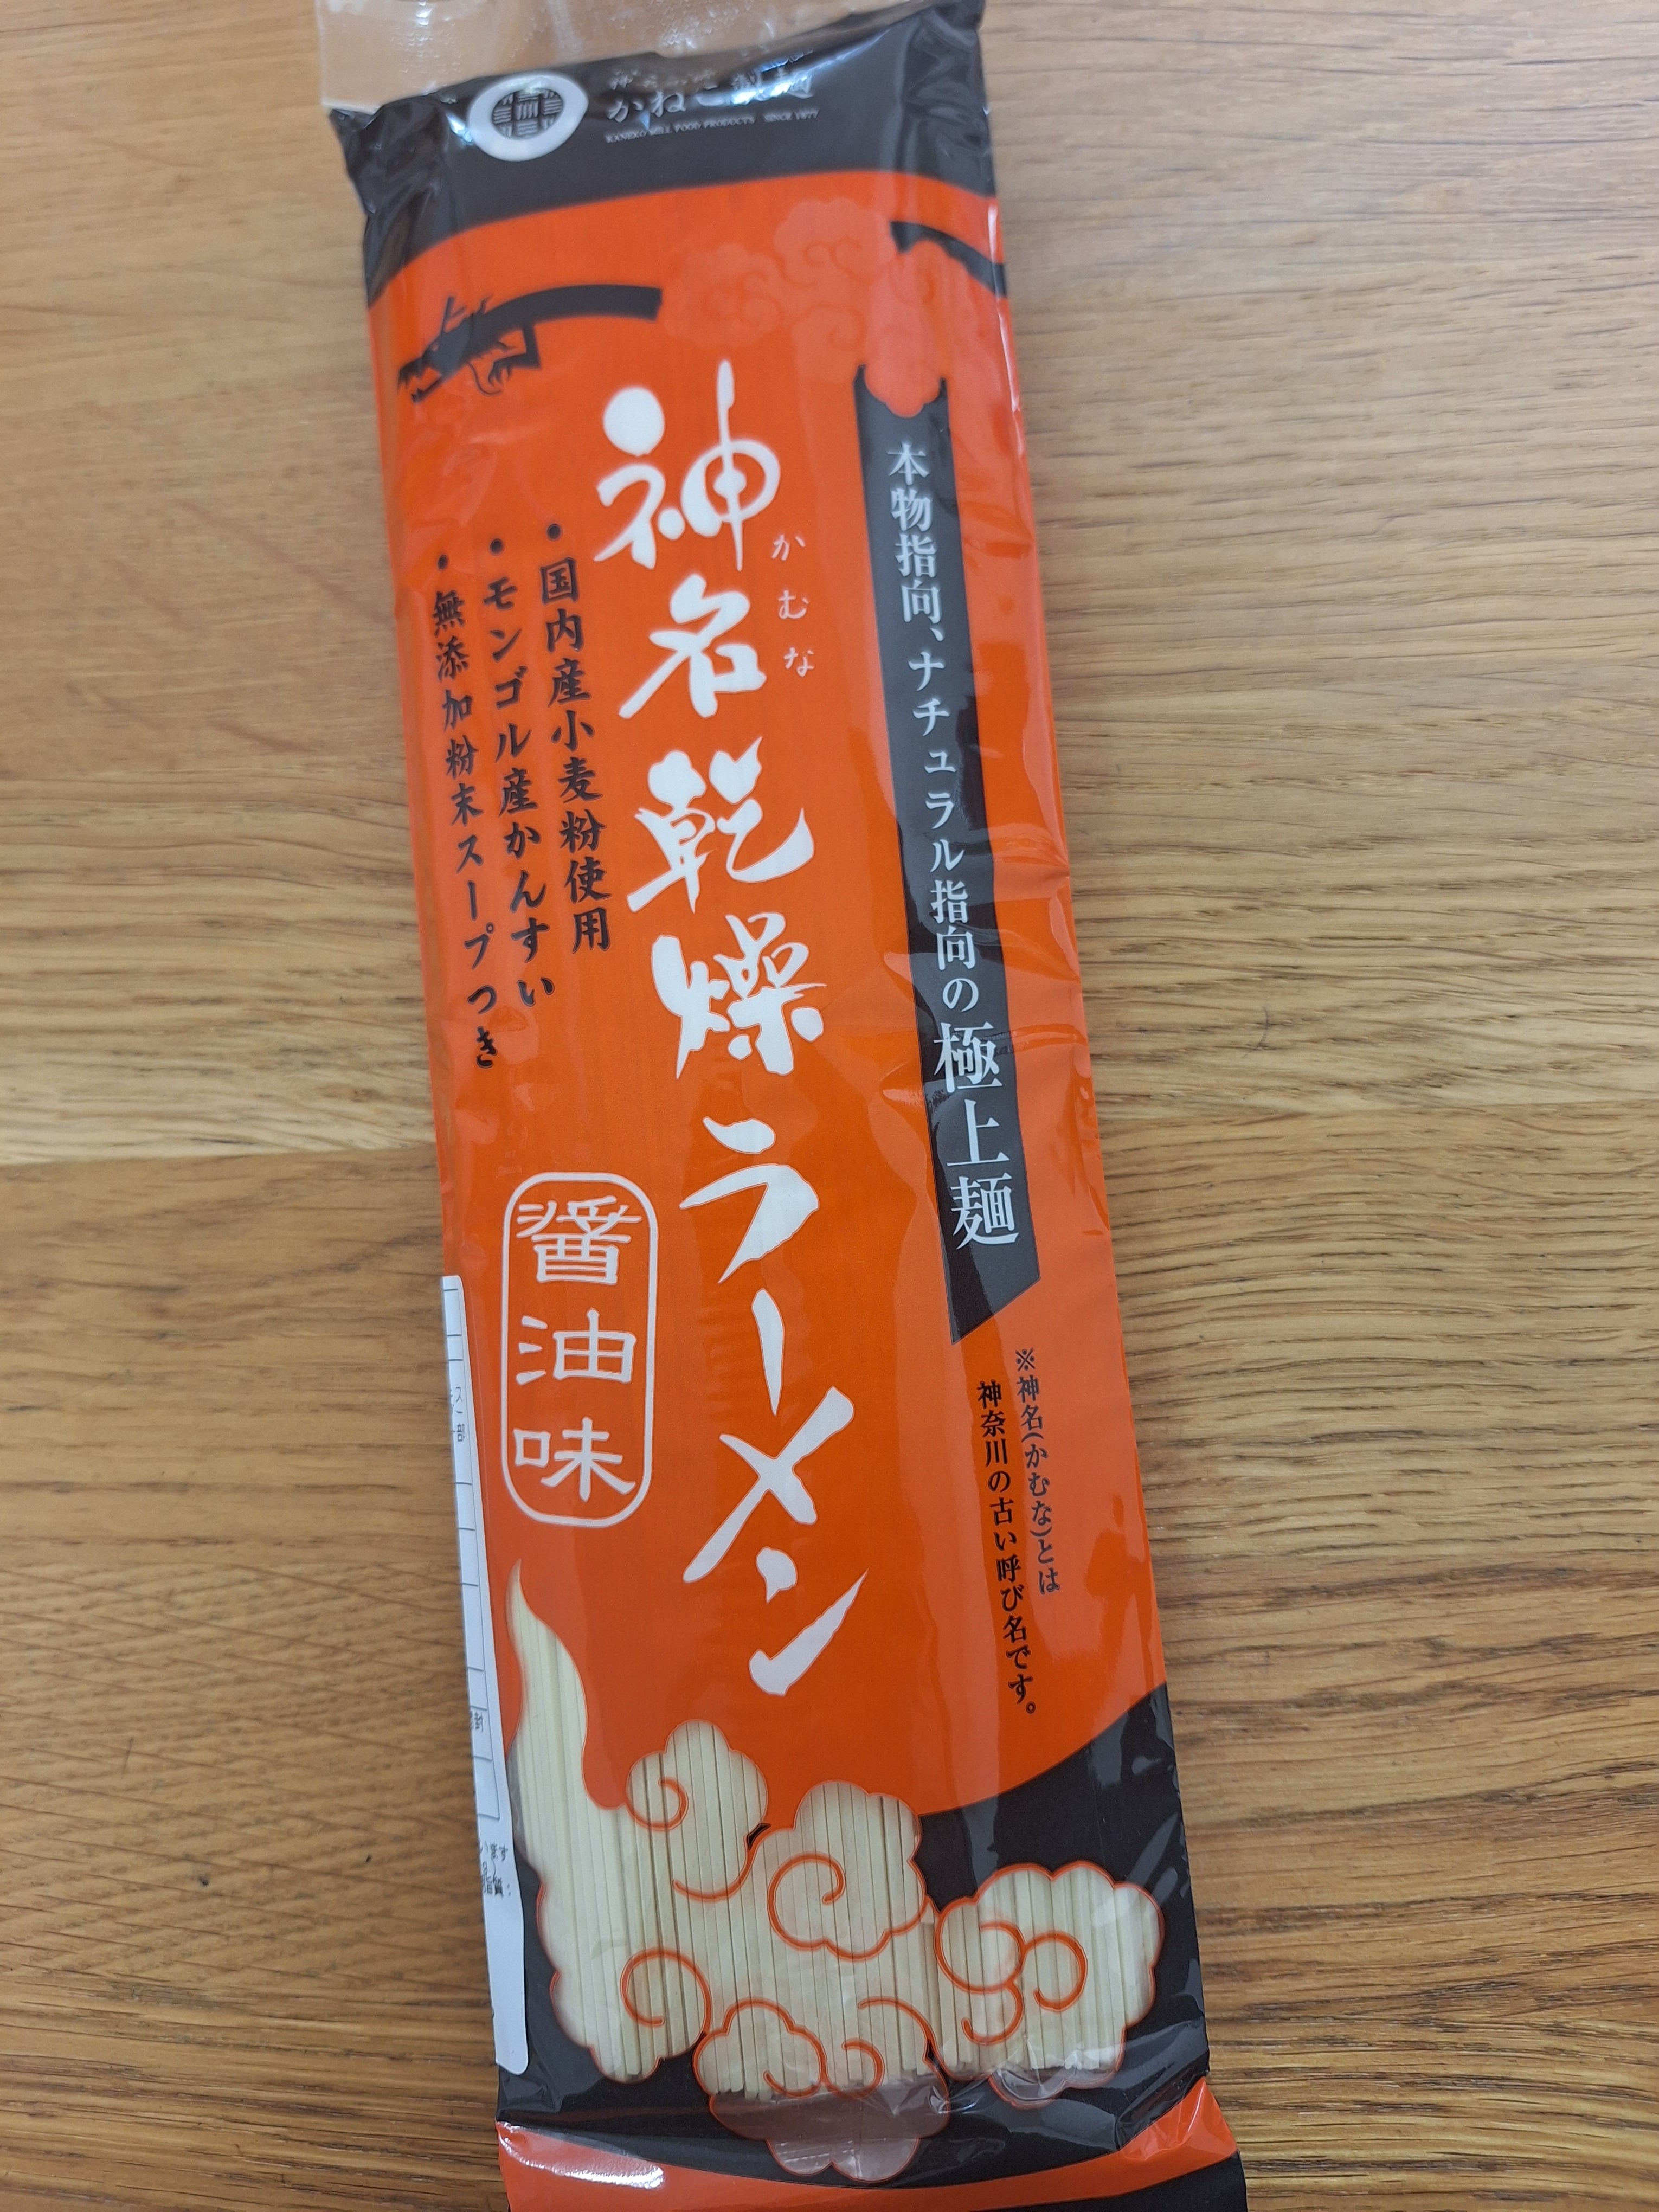 かねこ製麺
KANEKO MILL FOOD PRODUCTS SINCE 1877
本物指向、ナチュラル指向の極上麺
※神名(かむな)とは
神奈川の古い呼び名です。
かむな
神名乾燥ラーメン
・国内産小麦粉使用
・モンゴル産かんすい
・無添加粉末スープつき
醤油味